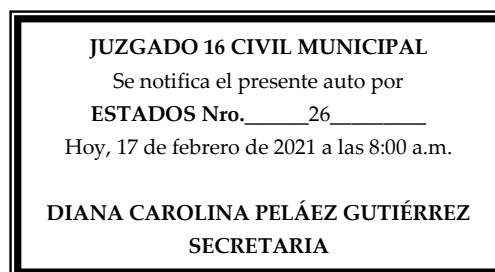 JUZGADO 16 CIVIL MUNICIPAL
Se notifica el presente auto por
ESTADOS Nro.______26_________
Hoy, 17 de febrero de 2021 a las 8:00 a.m.
DIANA CAROLINA PELÁEZ GUTIÉRREZ
SECRETARIA